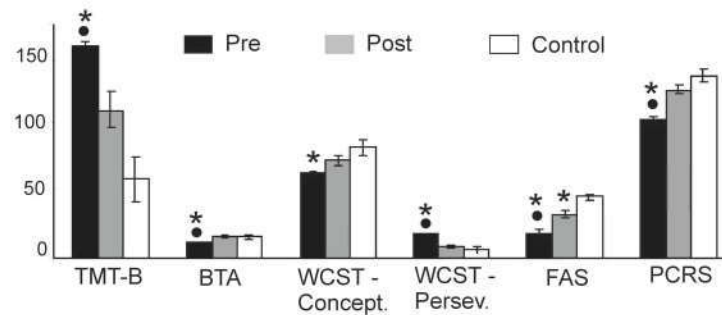 Pre Post Control
150
100
50
0
* * * * * * *
TMT-B BTA WCST - WCST - FAS PCRS
Concept. Persev.